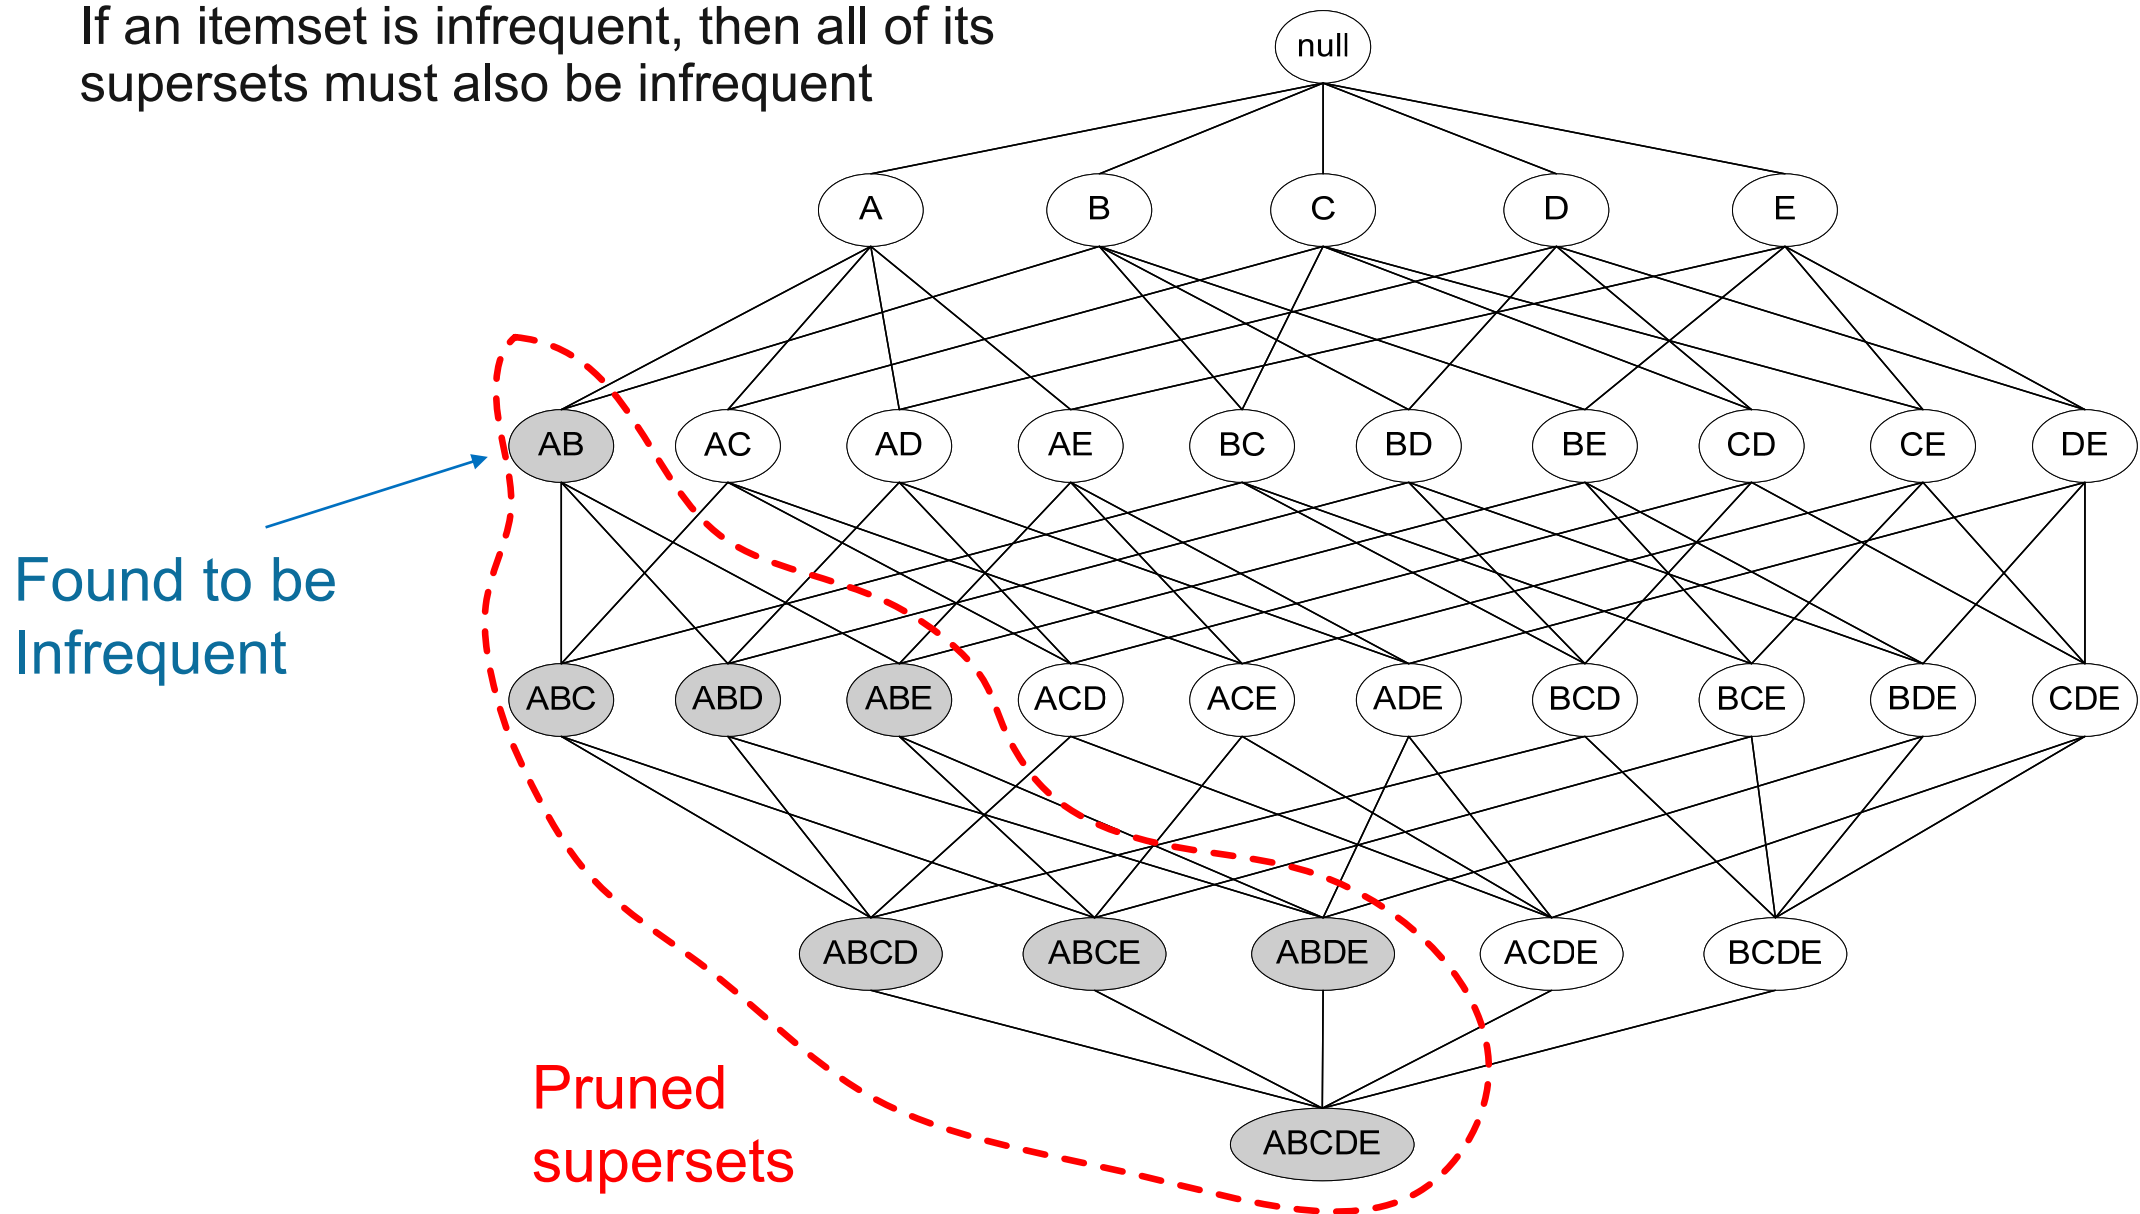 If an itemset is infrequent, then all of its
supersets must also be infrequent
null
A B C D E
AB AC AD AE BC BD BE CD CE DE
Found to be
Infrequent
ABC ABD ABE ACD ACE ADE BCD BCE BDE CDE
ABCD ABCE ABDE ACDE BCDE
Pruned
supersets
ABCDE